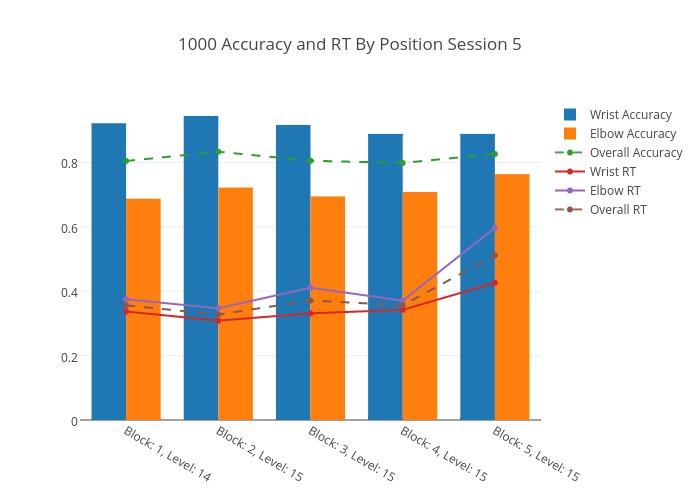 1000 Accuracy and RT By Position Session 5
Wrist Accuracy
Elbow Accuracy
Overall Accuracy
Wrist RT
Elbow RT
Overall RT
0.8
0.6
0.4
0.2
0
Block: 1, Level: 14
Block: 2, Level: 15
Block: 3, Level: 15
Block: 4, Level: 15
Block: 5, Level: 15